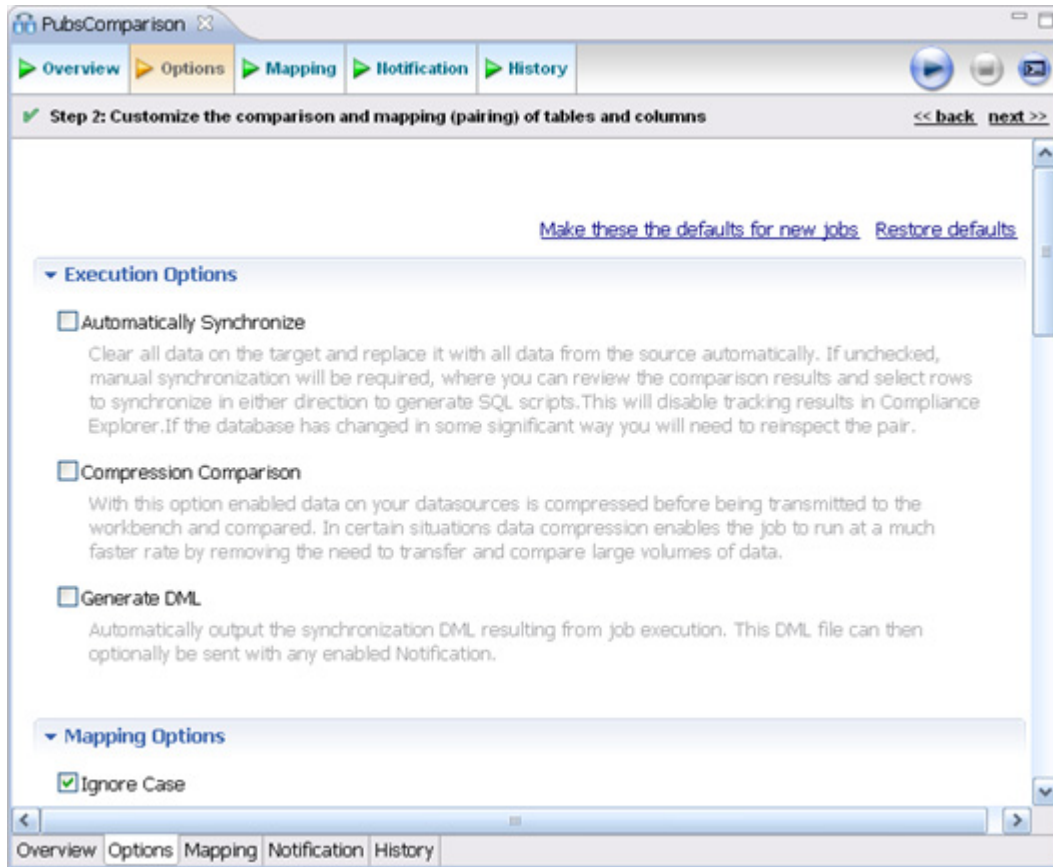 PubsComparison
Overview Options Mapping Notification History
Step 2: Customize the comparison and mapping (pairing) of tables and columns << back next >>
Make these the defaults for new jobs Restore defaults
Execution Options
Automatically Synchronize
Clear all data on the target and replace it with all data from the source automatically. If unchecked,
manual synchronization will be required, where you can review the comparison results and select rows
to synchronize in either direction to generate SQL scripts.This will disable tracking results in Compliance
Explorer.If the database has changed in some significant way you will need to reinspect the pair.
Compression Comparison
With this option enabled data on your datasources is compressed before being transmitted to the
workbench and compared. In certain situations data compression enables the job to run at a much
faster rate by removing the need to transfer and compare large volumes of data.
Generate DML
Automatically output the synchronization DML resulting from job execution. This DML file can then
optionally be sent with any enabled Notification.
Mapping Options
Ignore Case
Overview Options Mapping Notification History